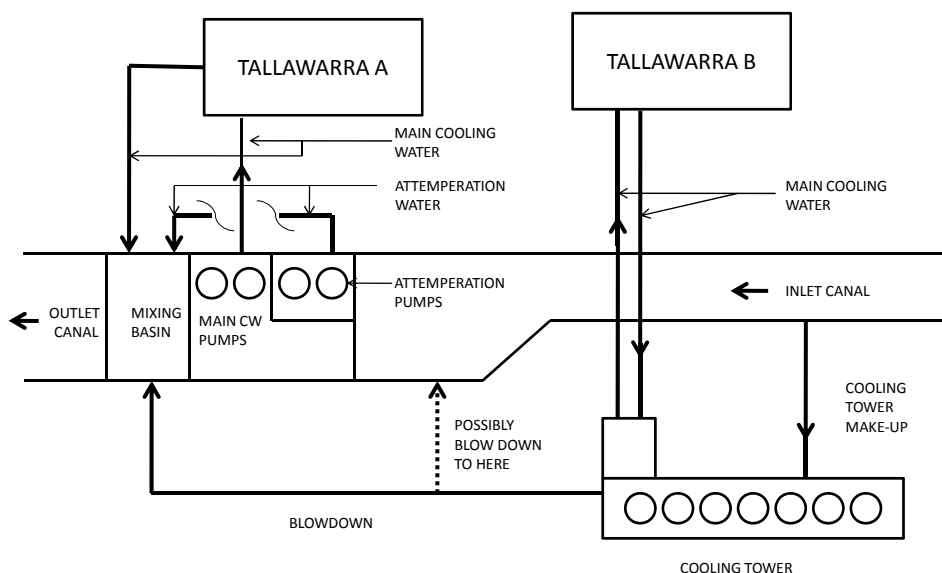 TALLAWARRA A
TALLAWARRA B
MAIN COOLING
WATER
ATTEMPERATION
WATER
MAIN COOLING
WATER
OUTLET
CANAL
MIXING
BASIN
MAIN CW
PUMPS
ATTEMPERATION
PUMPS
INLET CANAL
COOLING
TOWER
MAKE-UP
POSSIBLY
BLOW DOWN
TO HERE
BLOWDOWN
COOLING TOWER